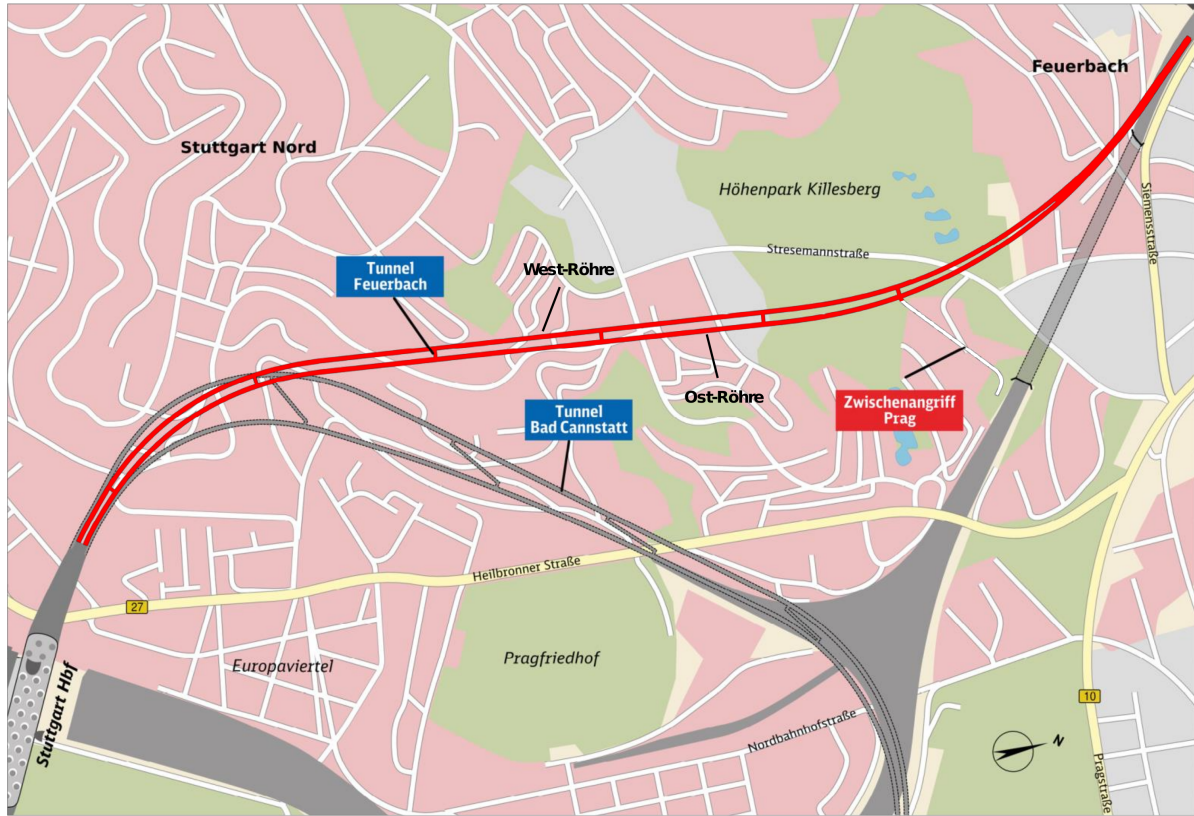 Feuerbach
Stuttgart Nord
Höhenpark Killesberg
Siemensstraße
Stresemannstraße
West-Röhre
Tunnel
Feuerbach
Ost-Röhre
Zwischenangriff
Prag
Tunnel
Bad Cannstatt
Heilbronner Straße
27
Europaviertel
Pragfriedhof
Stuttgart Hbf
Nordbahnhofstraße
10
N
Pragstraße